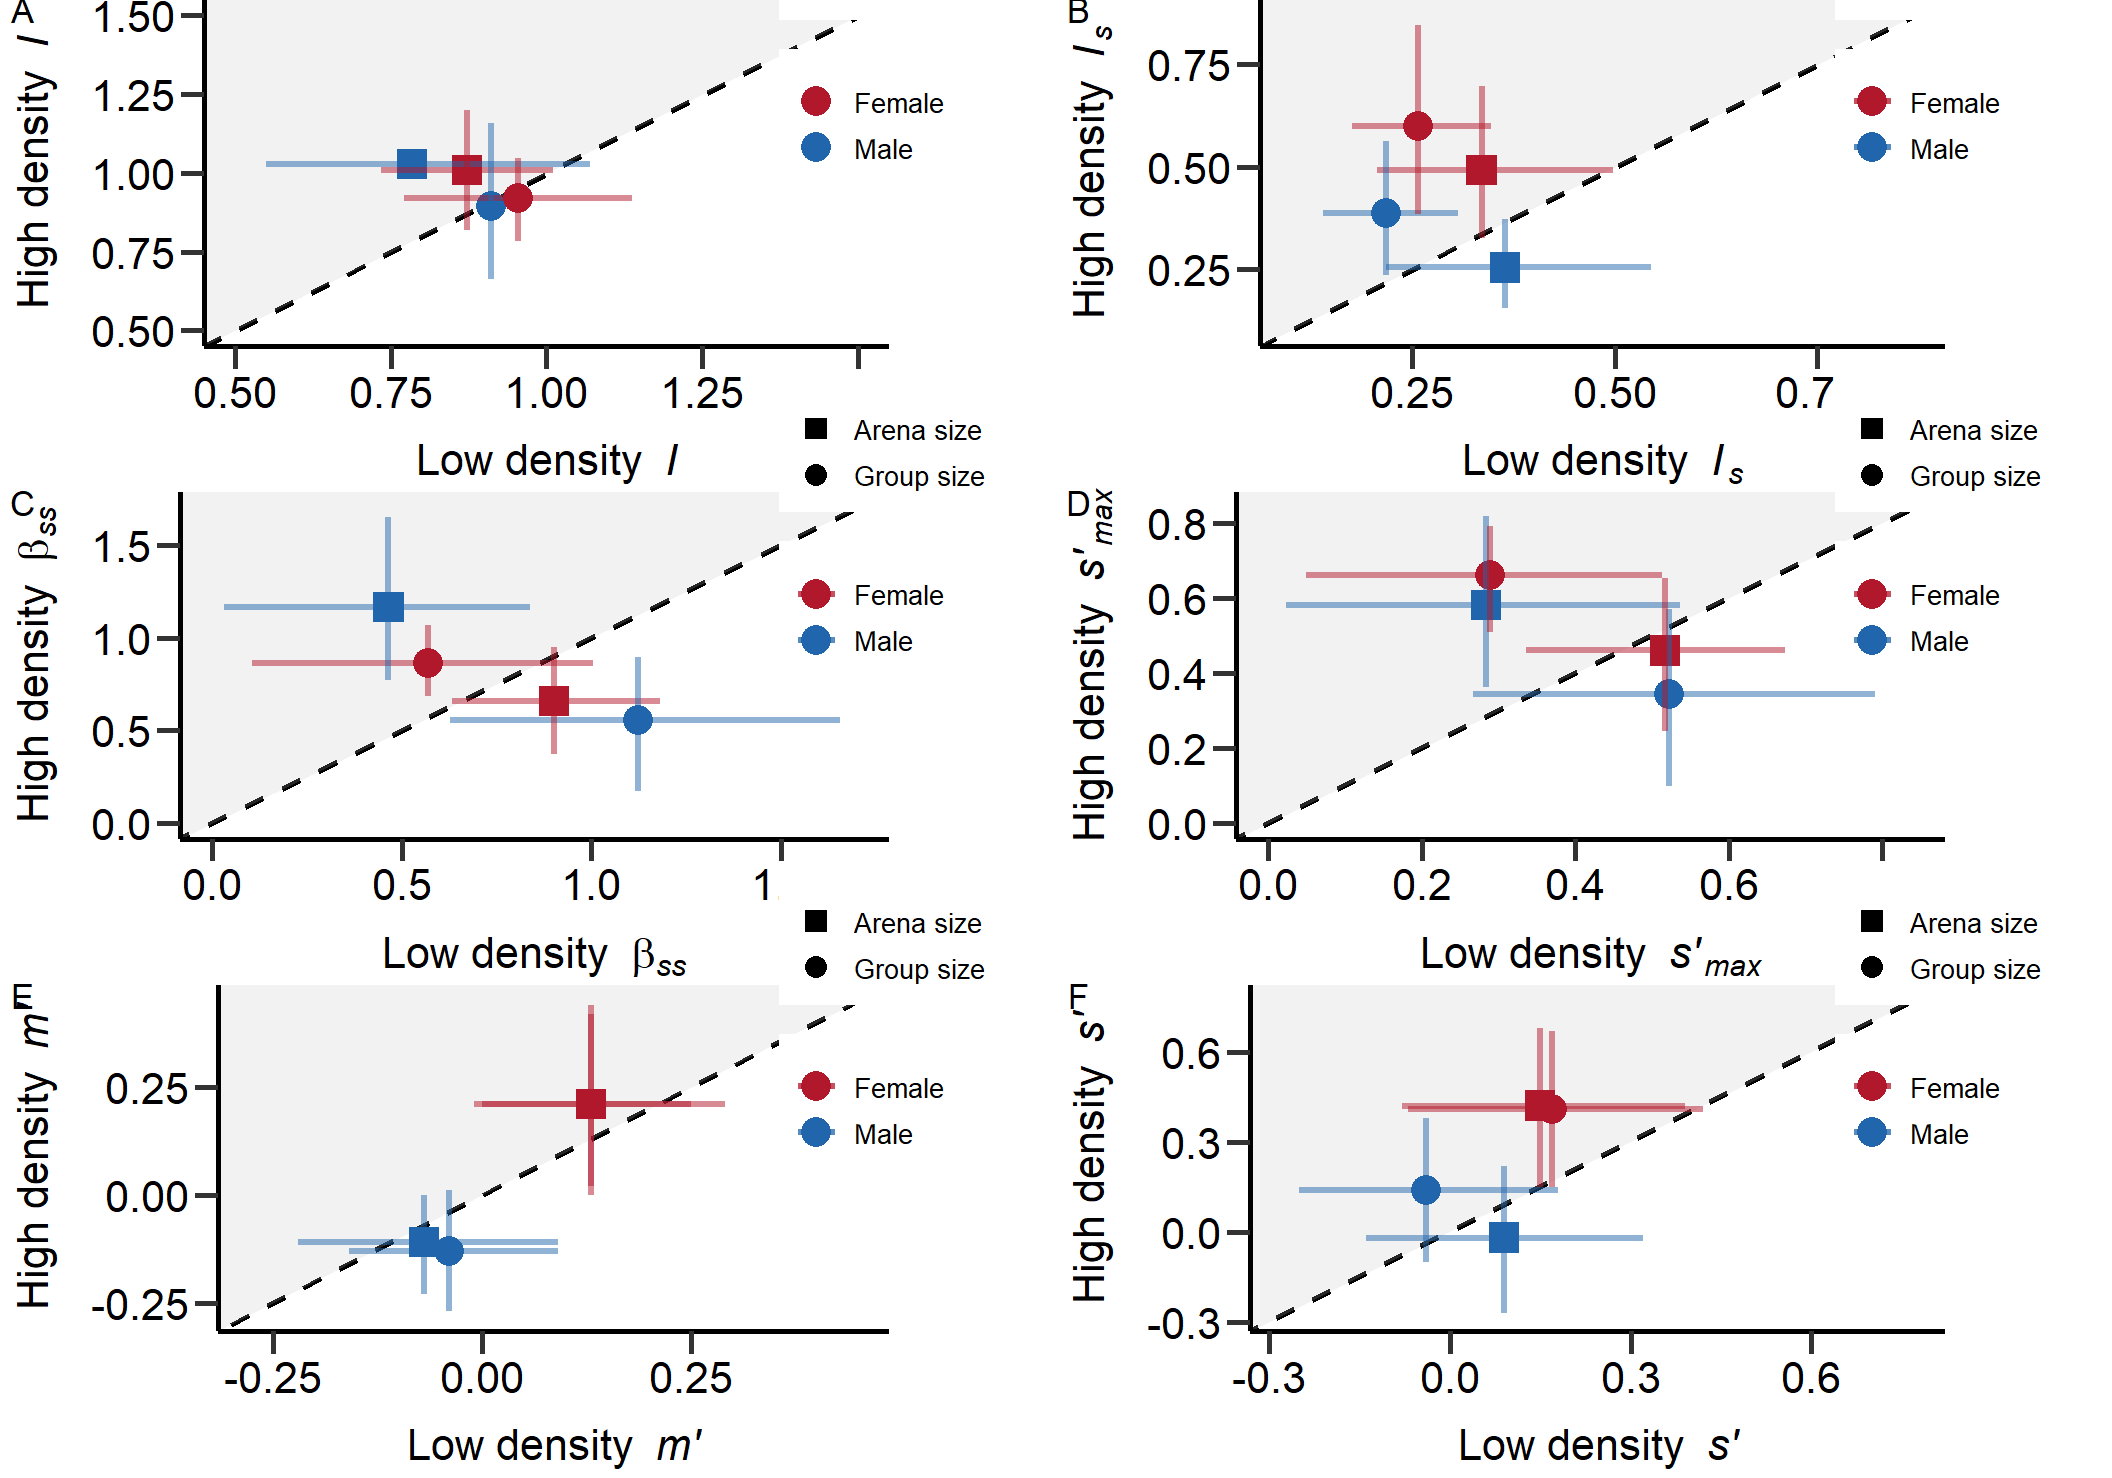 A
High density I
1.50
1.25
1.00
0.75
0.50
0.50 0.75 1.00 1.25
Low density I
Female
Male
Arena size
Group size
B
High density I s
0.75
0.50
0.25
0.25 0.50 0.7
Low density I s
Female
Male
Arena size
Group size
C
High density βss
1.5
1.0
0.5
0.0
0.0 0.5 1.0 1.
Low density βss
Female
Male
Arena size
Group size
D
High density s'max
0.8
0.6
0.4
0.2
0.0
0.0 0.2 0.4 0.6
Low density s'max
Female
Male
Arena size
Group size
E
High density m'
0.25
0.00
-0.25
-0.25 0.00 0.25
Low density m'
Female
Male
F
High density s'
0.6
0.3
0.0
-0.3
-0.3 0.0 0.3 0.6
Low density s'
Female
Male